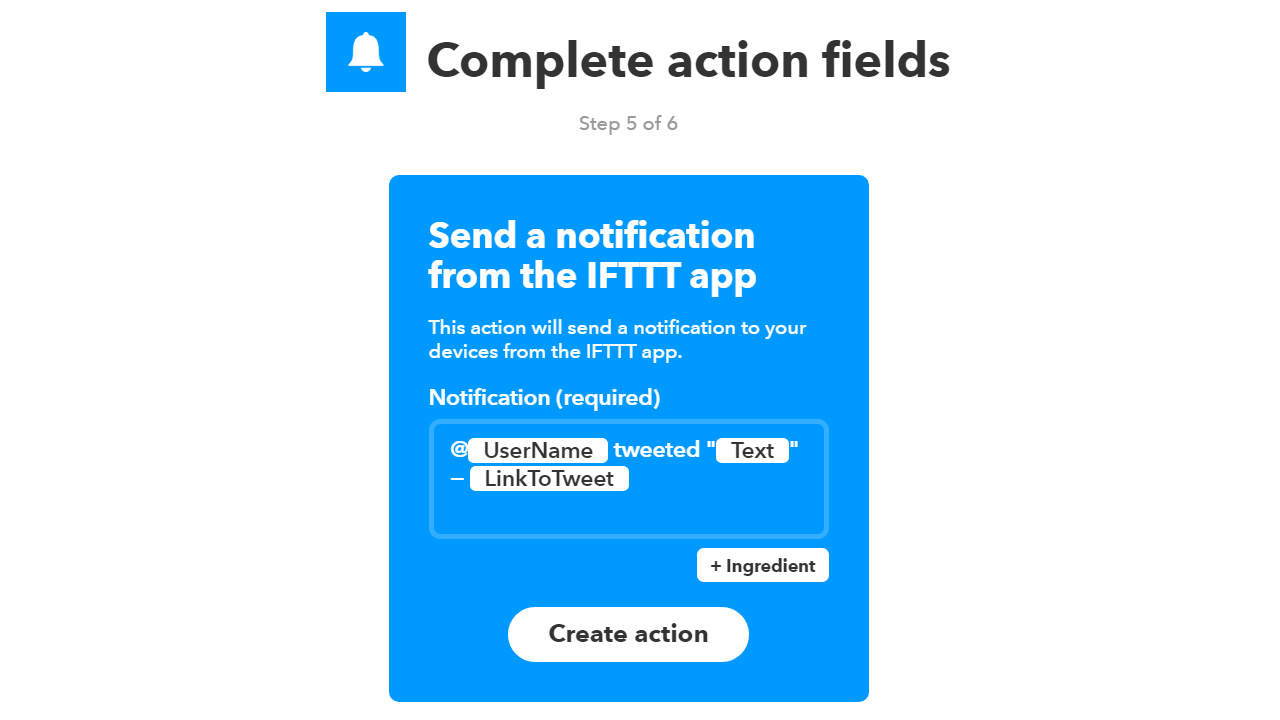 Complete action fields
Step 5 of 6
Send a notification
from the IFTTT app
This action will send a notification to your
devices from the IFTTT app.
Notification (required)
@ UserName tweeted " Text "
– LinkToTweet
+ Ingredient
Create action